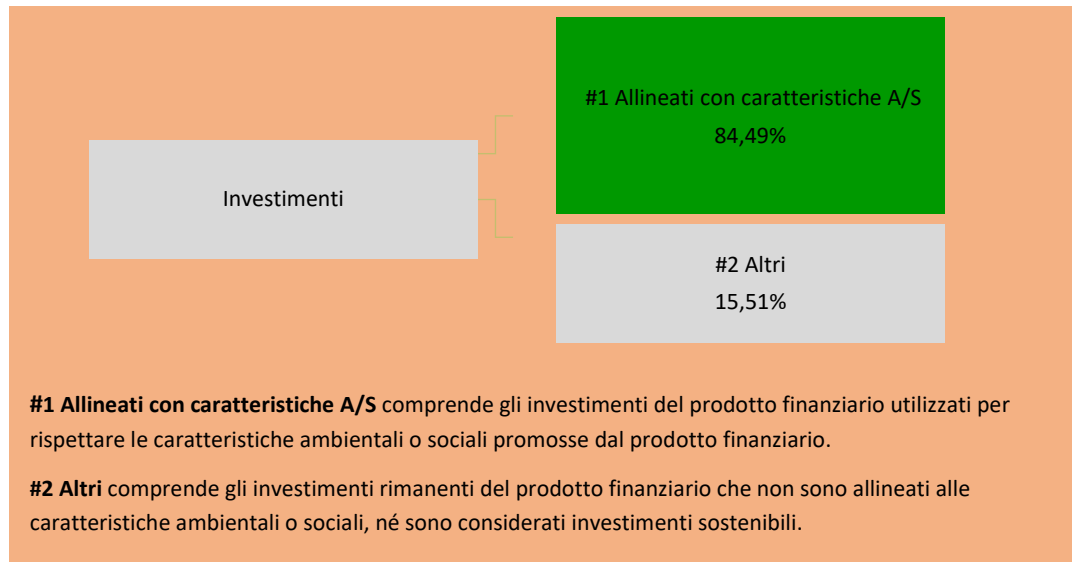 #1 Allineati con caratteristiche A/S
84,49%
Investimenti
#2 Altri
15,51%
#1 Allineati con caratteristiche A/S comprende gli investimenti del prodotto finanziario utilizzati per
rispettare le caratteristiche ambientali o sociali promosse dal prodotto finanziario.
#2 Altri comprende gli investimenti rimanenti del prodotto finanziario che non sono allineati alle
caratteristiche ambientali o sociali, né sono considerati investimenti sostenibili.